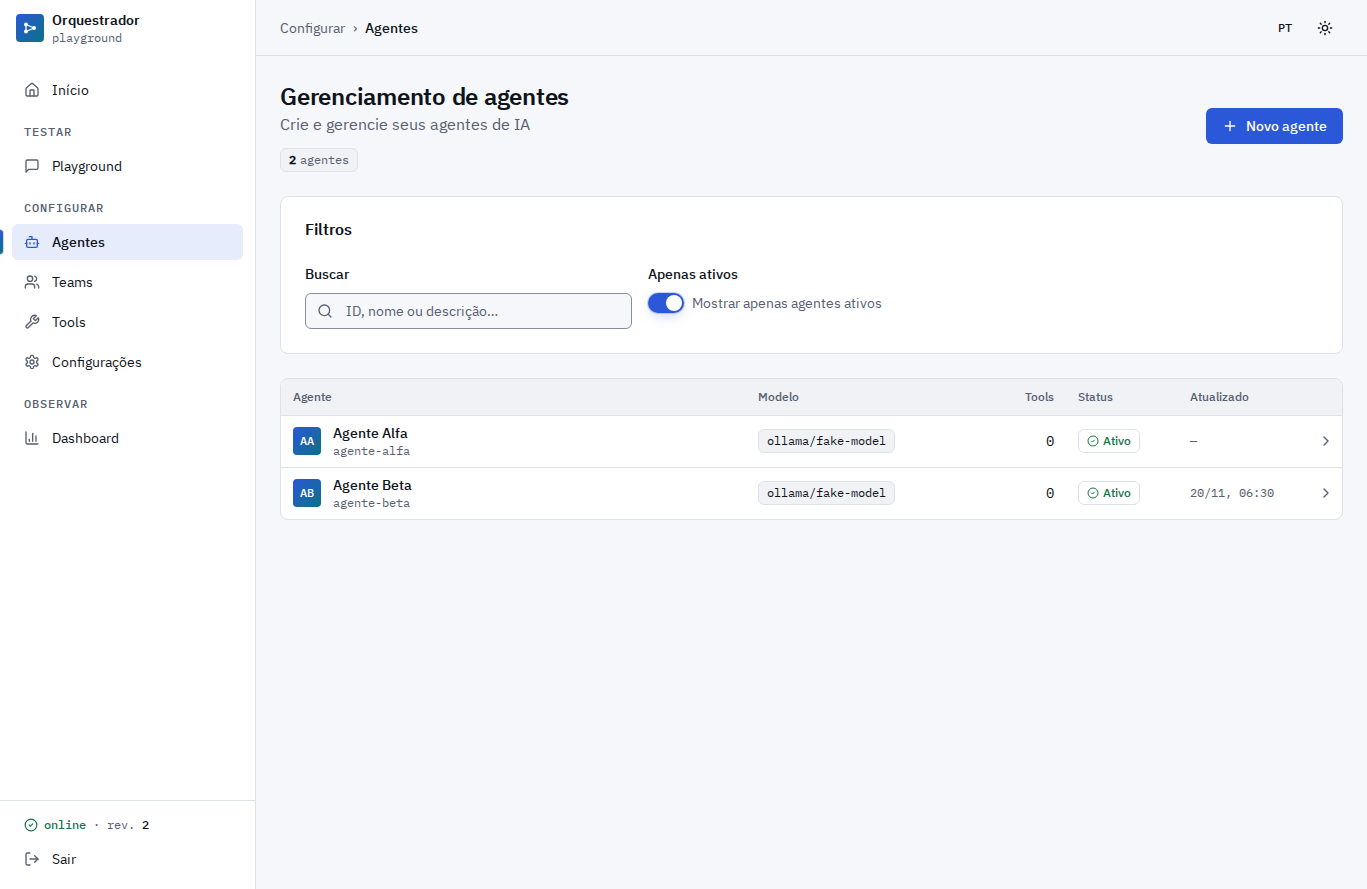 Orquestrador
playground
Início
TESTAR
Playground
CONFIGURAR
Agentes
Teams
Tools
Configurações
OBSERVAR
Dashboard
online · rev. 2
Sair
Configurar › Agentes
PT
Gerenciamento de agentes
Crie e gerencie seus agentes de IA
2 agentes
Novo agente
Filtros
Buscar
ID, nome ou descrição...
Apenas ativos
Mostrar apenas agentes ativos
Agente Modelo Tools Status Atualizado
AA Agente Alfa ollama/fake-model 0 Ativo —
agente-alfa
AB Agente Beta ollama/fake-model 0 Ativo 20/11, 06:30
agente-beta